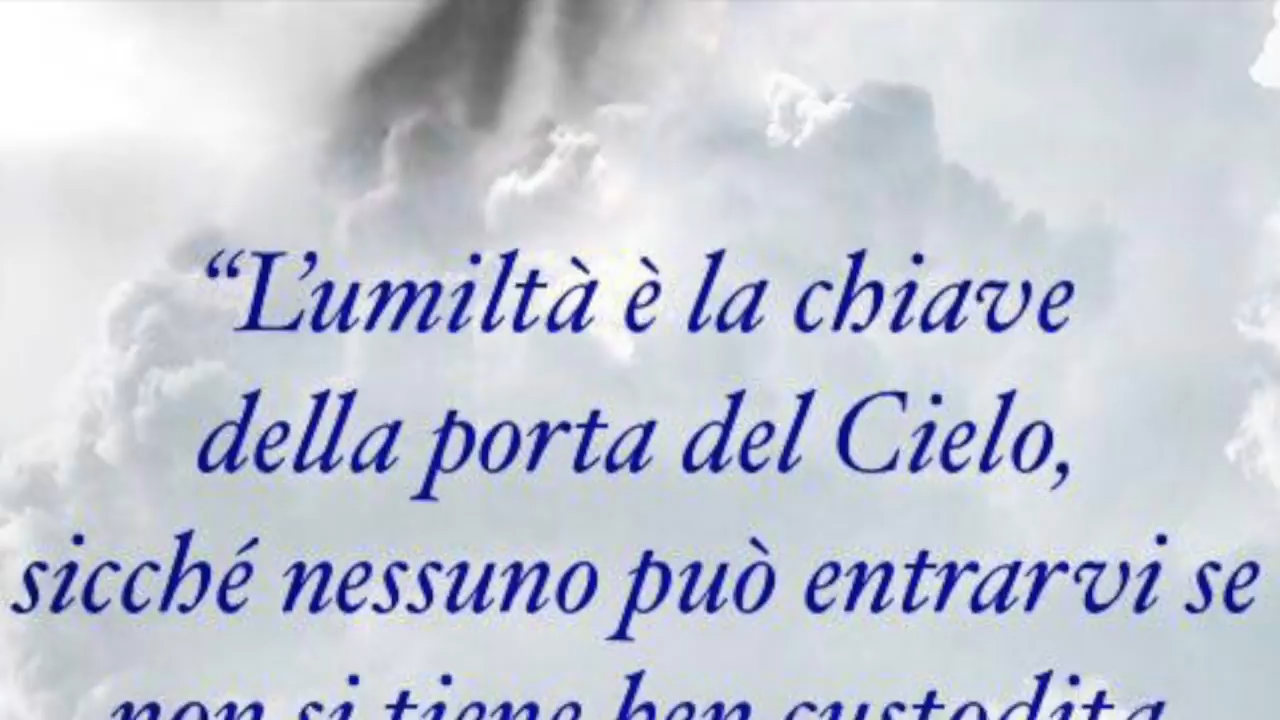 “L’umiltà è la chiave
della porta del Cielo,
sicché nessuno può entrarvi se
non si tiene ben custodita